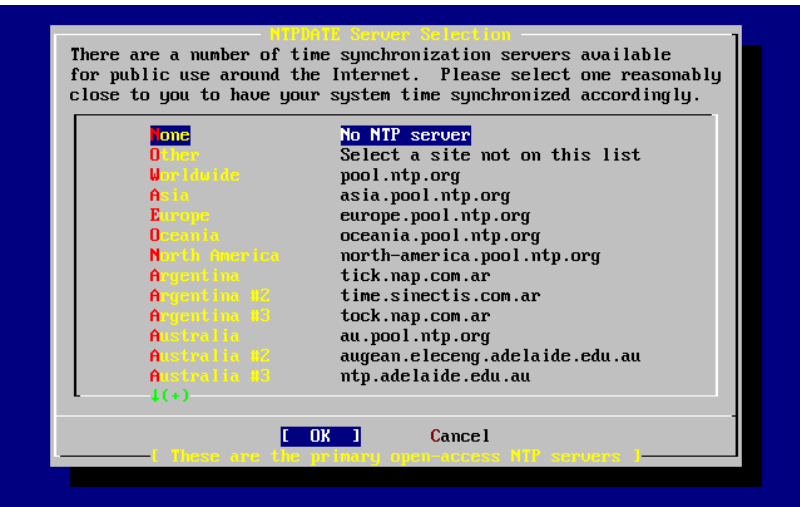 NTPDATE Server Selection
There are a number of time synchronization servers available
for public use around the Internet.  Please select one reasonably
close to you to have your system time synchronized accordingly.
None No NTP server
Other Select a site not on this list
Worldwide pool.ntp.org
Asia asia.pool.ntp.org
Europe europe.pool.ntp.org
Oceania oceania.pool.ntp.org
North America north-america.pool.ntp.org
Argentina tick.nap.com.ar
Argentina #2 time.sinectis.com.ar
Argentina #3 tock.nap.com.ar
Australia au.pool.ntp.org
Australia #2 augean.eleceng.adelaide.edu.au
Australia #3 ntp.adelaide.edu.au
↓(+)
[ OK ] Cancel
[ These are the primary open-access NTP servers ]